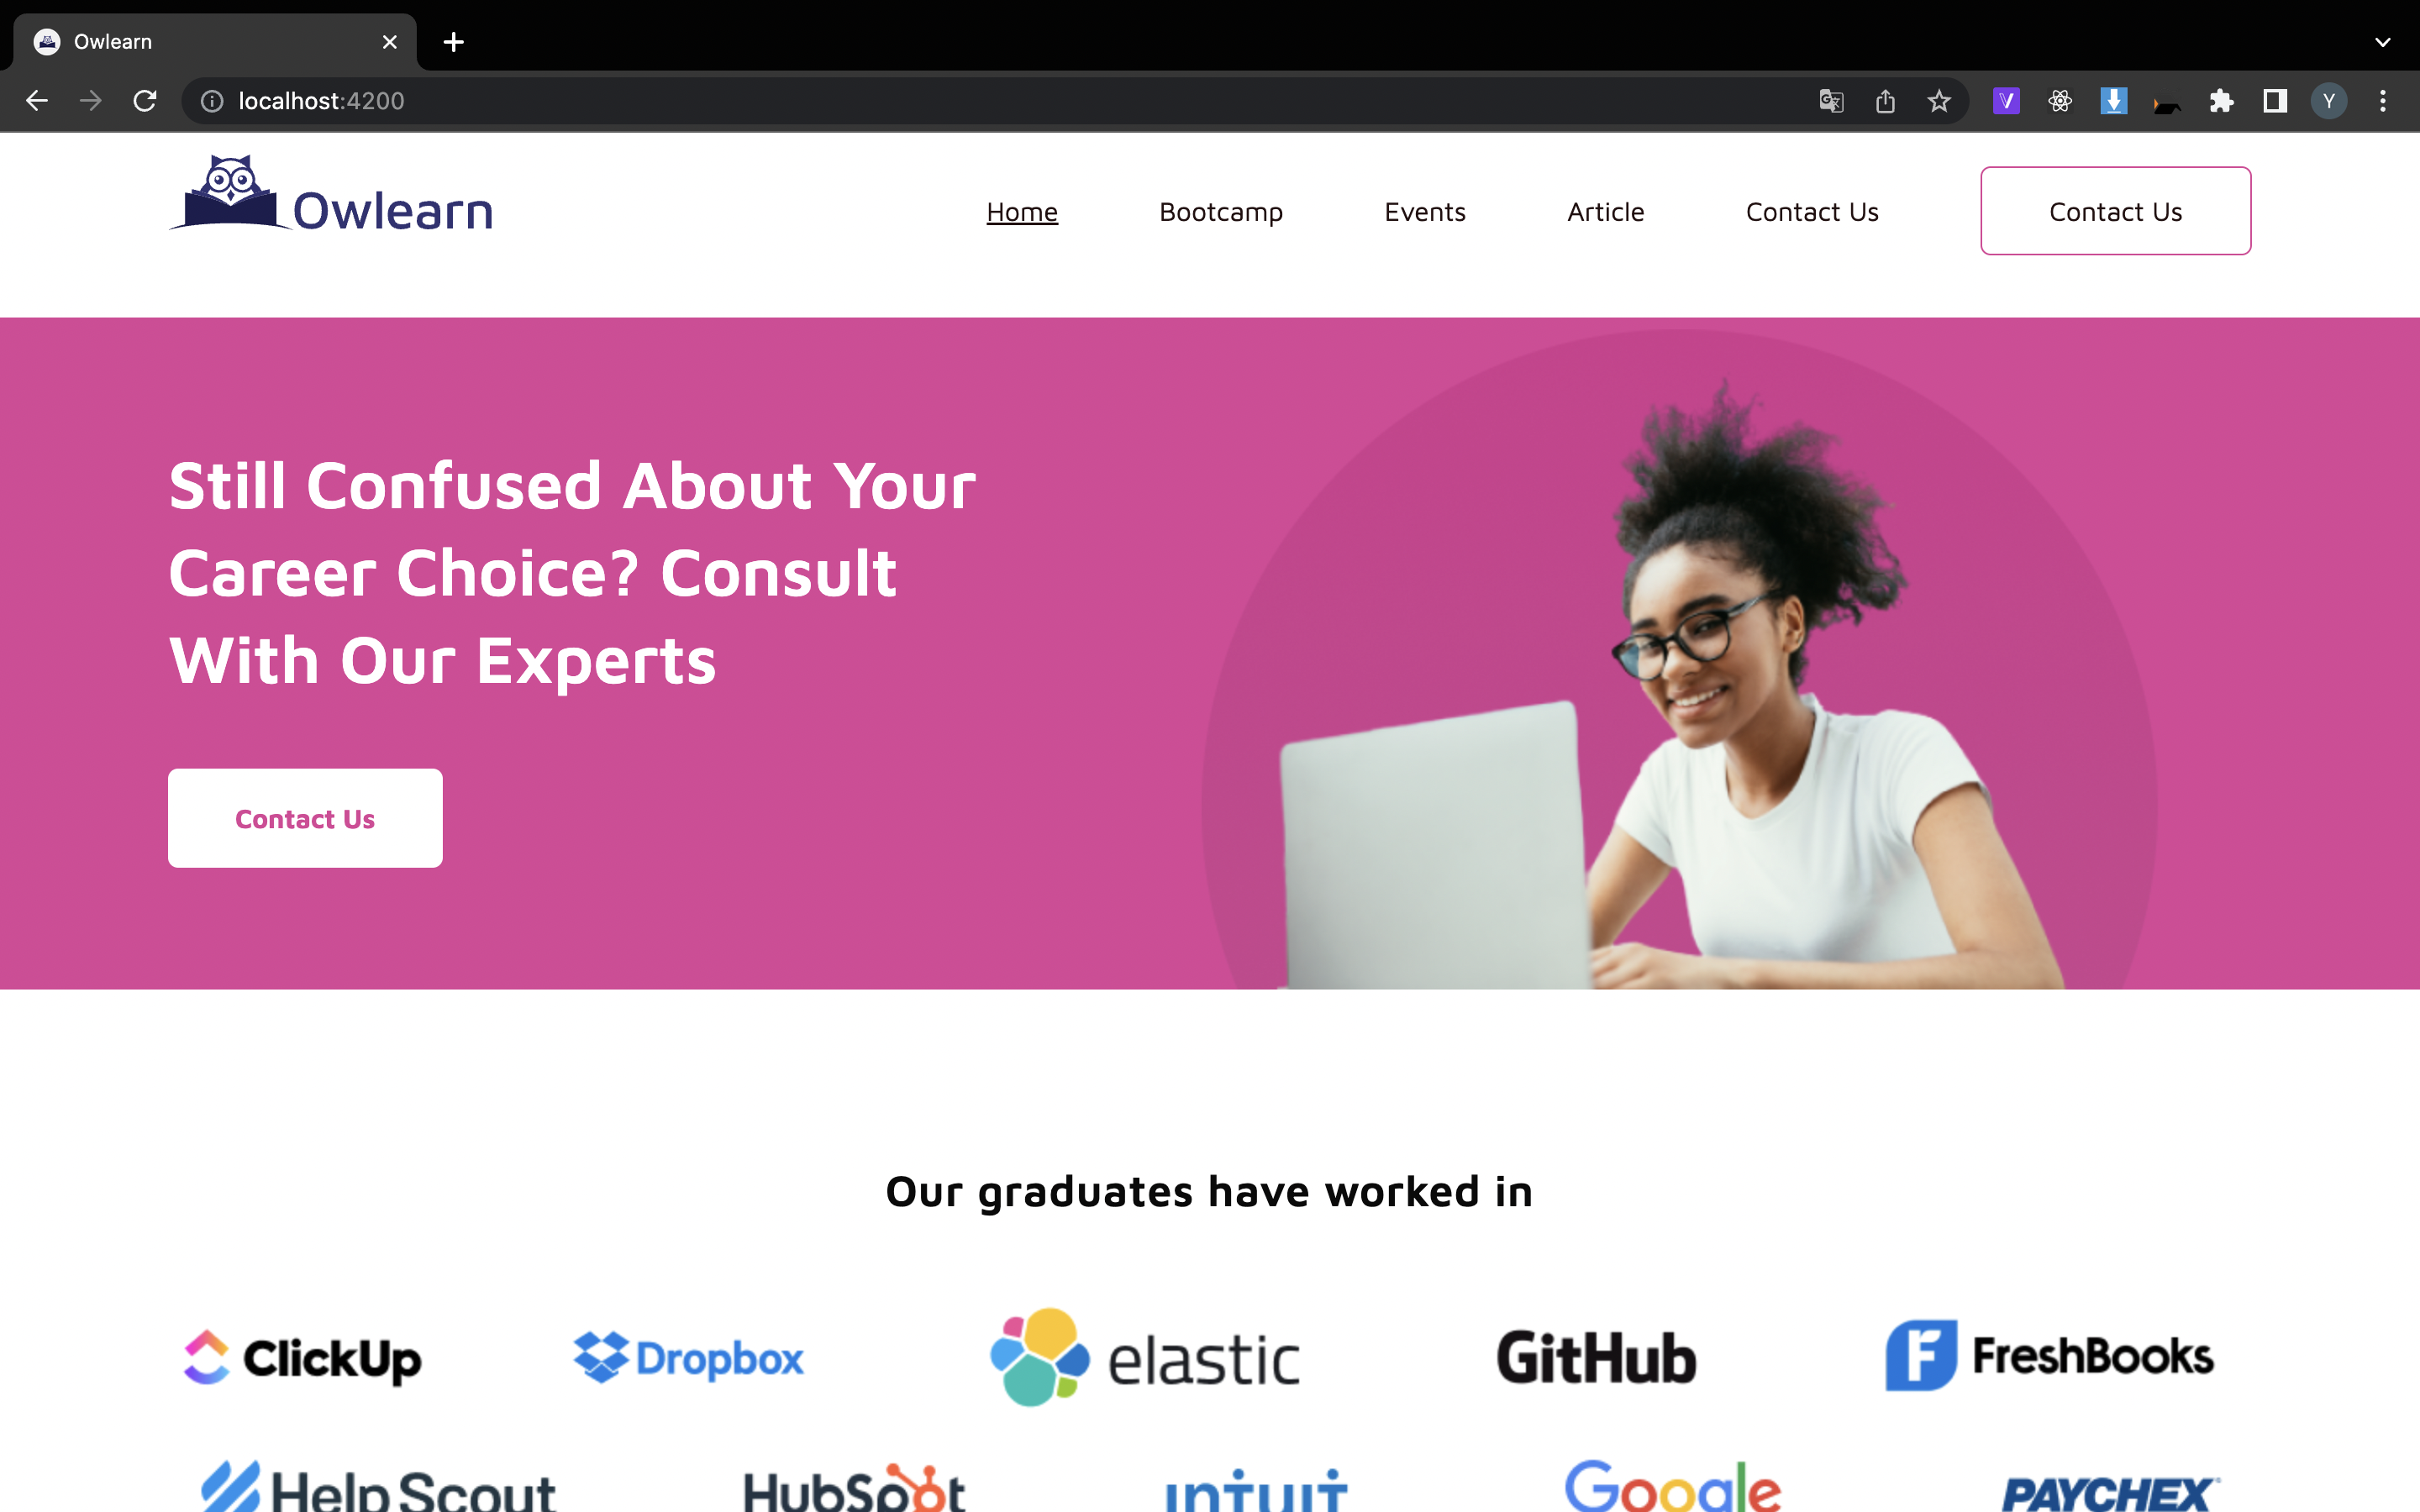 Owlearn
localhost:4200
Y
Owlearn
Home Bootcamp Events Article Contact Us Contact Us
Still Confused About Your
Career Choice? Consult
With Our Experts
Contact Us
Our graduates have worked in
ClickUp Dropbox elastic GitHub FreshBooks
Help Scout HubSpot intuit Google PAYCHEX